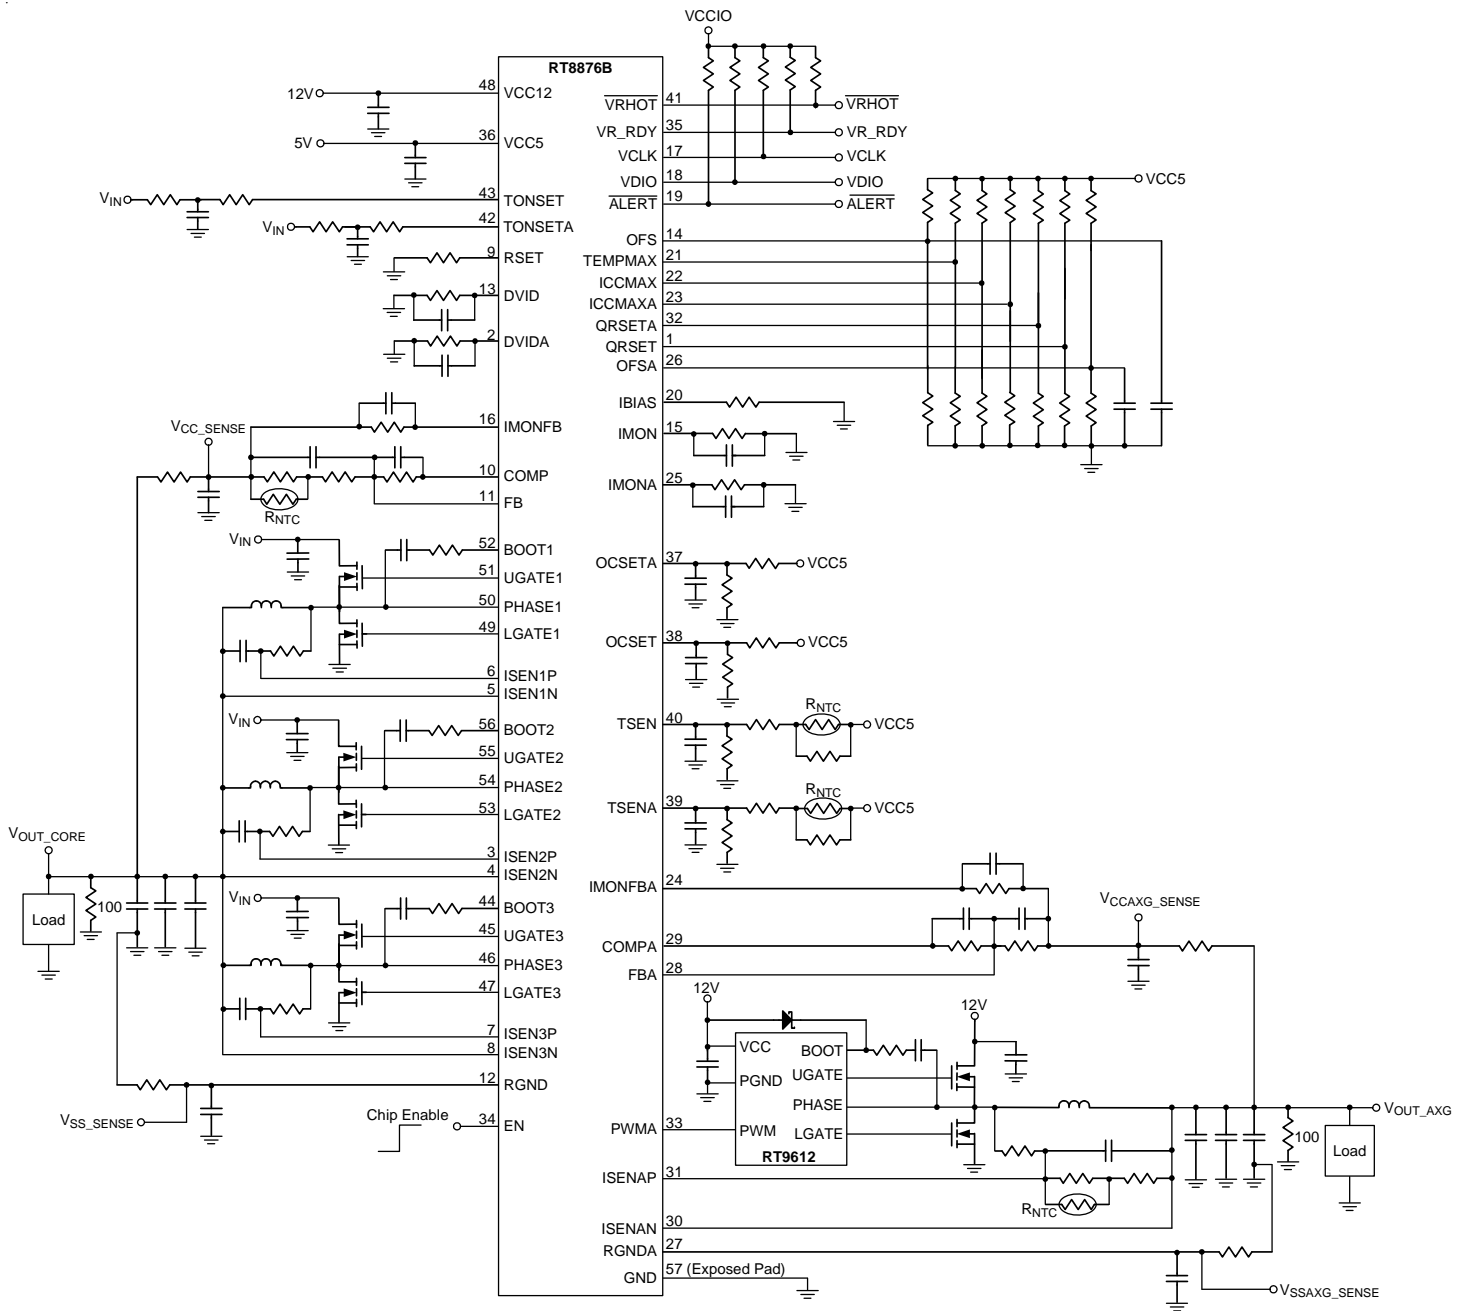 VCCIO
RT8876B
12V
48
VCC12
5V
36
VCC5
VIN
43
TONSET
VIN
42
TONSETA
9
RSET
13
DVID
2
DVIDA
VCC_SENSE
16
IMONFB
10
COMP
11
FB
RNTC
VIN
52
BOOT1
51
UGATE1
50
PHASE1
49
LGATE1
6
ISEN1P
5
ISEN1N
VIN
56
BOOT2
55
UGATE2
54
PHASE2
53
LGATE2
VOUT_CORE
3
ISEN2P
4
ISEN2N
Load
100
VIN
44
BOOT3
45
UGATE3
46
PHASE3
47
LGATE3
7
ISEN3P
8
ISEN3N
12
RGND
VSS_SENSE
Chip Enable
34
EN
VRHOT
41
VRHOT
VR_RDY
35
VR_RDY
VCLK
17
VCLK
VDIO
18
VDIO
ALERT
19
ALERT
VCC5
OFS
14
TEMPMAX
21
ICCMAX
22
ICCMAXA
23
QRSETA
32
QRSET
1
OFSA
26
IBIAS
20
IMON
15
IMONA
25
OCSETA
37
VCC5
OCSET
38
VCC5
TSEN
40
RNTC
VCC5
TSENA
39
RNTC
VCC5
IMONFBA
24
VCCAXG_SENSE
COMPA
29
FBA
28
12V
12V
VCC
BOOT
PGND
UGATE
PHASE
PWM
LGATE
RT9612
PWMA
33
VOUT_AXG
100
Load
ISENAP
31
RNTC
ISENAN
30
RGNDA
27
GND
57 (Exposed Pad)
VSSAXG_SENSE